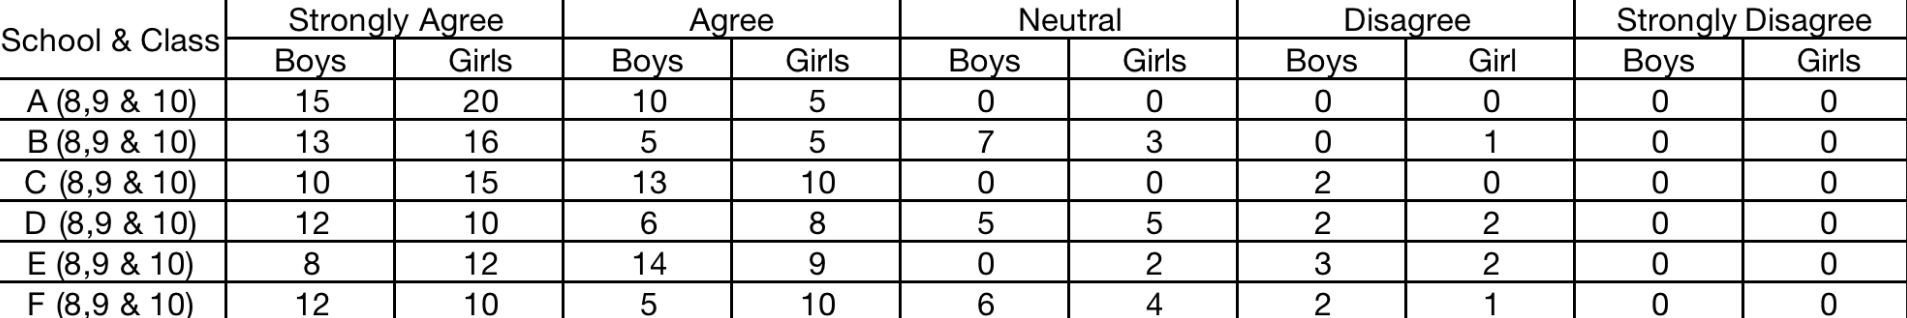 School & Class Strongly Agree Agree Neutral Disagree Strongly Disagree
Boys Girls Boys Girls Boys Girls Boys Girl Boys Girls
A (8,9 & 10) 15 20 10 5 0 0 0 0 0 0
B (8,9 & 10) 13 16 5 5 7 3 0 1 0 0
C (8,9 & 10) 10 15 13 10 0 0 2 0 0 0
D (8,9 & 10) 12 10 6 8 5 5 2 2 0 0
E (8,9 & 10) 8 12 14 9 0 2 3 2 0 0
F (8,9 & 10) 12 10 5 10 6 4 2 1 0 0